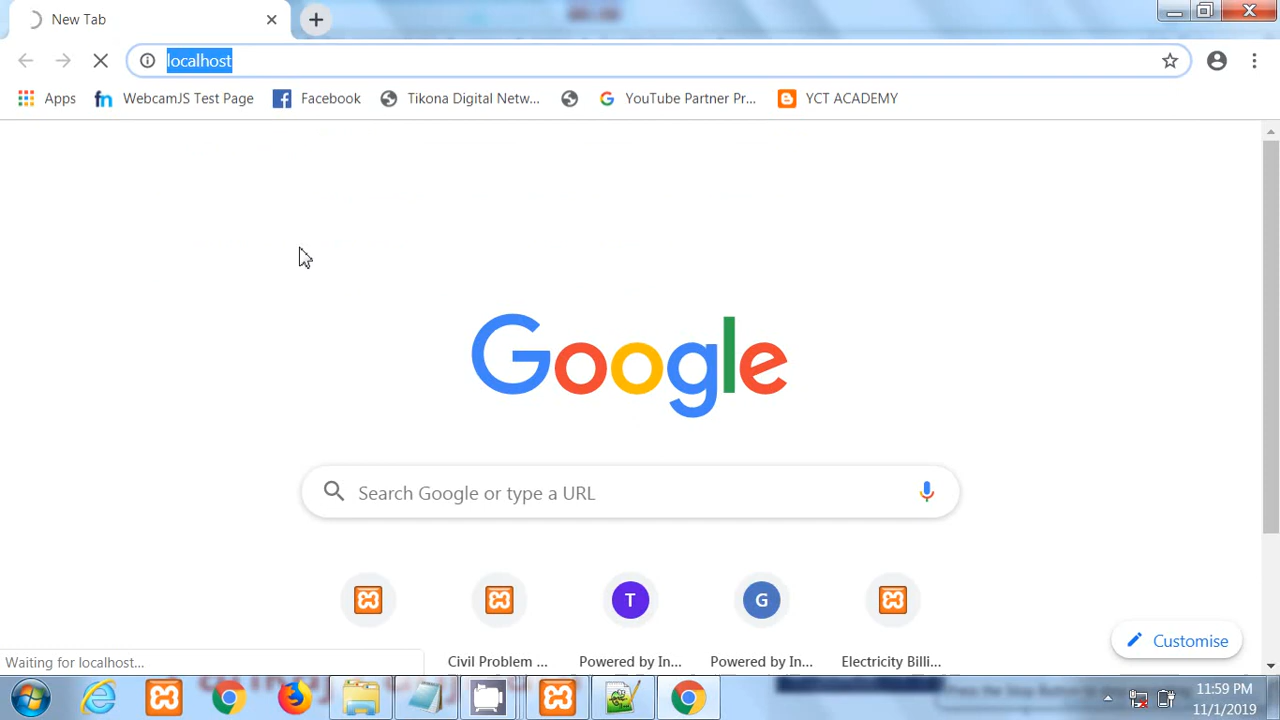 New Tab
localhost
Apps
WebcamJS Test Page
Facebook
Tikona Digital Netw...
YouTube Partner Pr...
YCT ACADEMY
Google
Search Google or type a URL
T
G
Customise
Waiting for localhost...
Civil Problem ...
Powered by In...
Powered by In...
Electricity Billi...
11:59 PM
11/1/2019